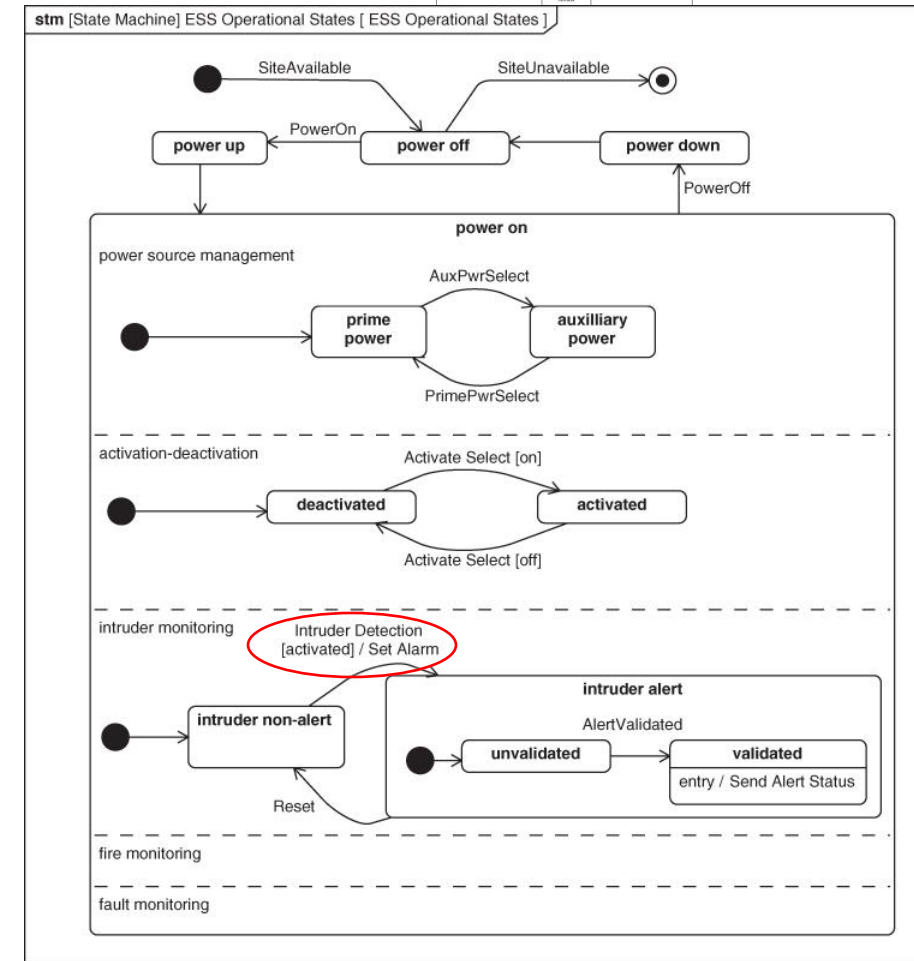 stm [State Machine] ESS Operational States [ ESS Operational States ]
SiteAvailable
SiteUnavailable
power up
PowerOn
power off
power down
PowerOff
power on
power source management
AuxPwrSelect
prime
power
auxilliary
power
PrimePwrSelect
activation-deactivation
Activate Select [on]
deactivated
activated
Activate Select [off]
intruder monitoring
Intruder Detection
[activated] / Set Alarm
intruder alert
intruder non-alert
AlertValidated
unvalidated
validated
entry / Send Alert Status
Reset
fire monitoring
fault monitoring